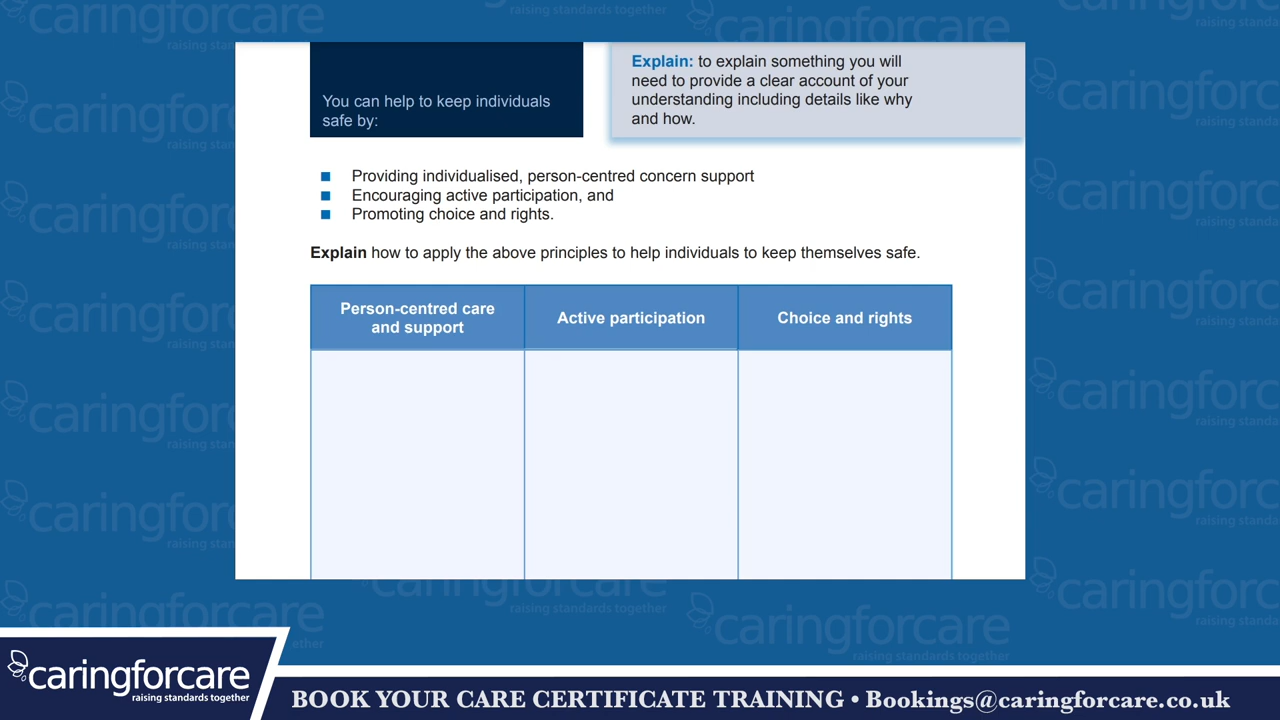 You can help to keep individuals
safe by:
Explain: to explain something you will
need to provide a clear account of your
understanding including details like why
and how.
Providing individualised, person-centred concern support
Encouraging active participation, and
Promoting choice and rights.
Explain how to apply the above principles to help individuals to keep themselves safe.
Person-centred care
and support
Active participation
Choice and rights
caringforcare
raising standards together
BOOK YOUR CARE CERTIFICATE TRAINING • Bookings@caringforcare.co.uk